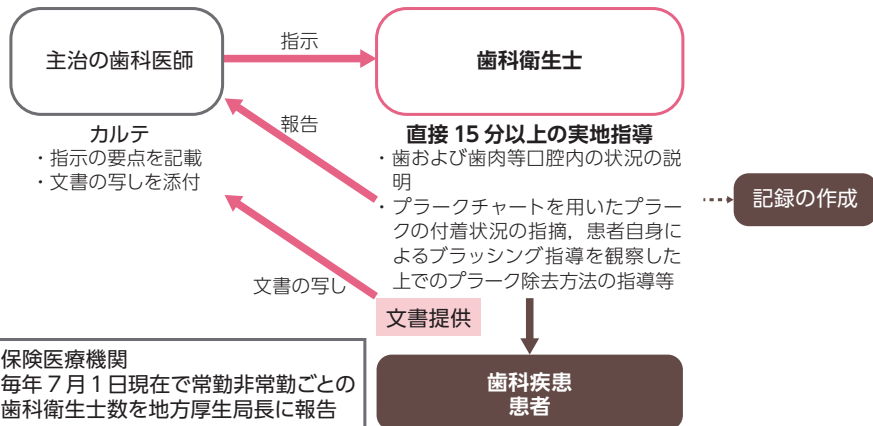 指示
主治の歯科医師
歯科衛生士
報告
カルテ
・指示の要点を記載
・文書の写しを添付
直接 15 分以上の実地指導
・歯および歯肉等口腔内の状況の説
明
・プラークチャートを用いたプラー
クの付着状況の指摘，患者自身に
よるブラッシング指導を観察した
上でのプラーク除去方法の指導等
記録の作成
文書の写し
文書提供
保険医療機関
毎年７月１日現在で常勤非常勤ごとの
歯科衛生士数を地方厚生局長に報告
歯科疾患
患者